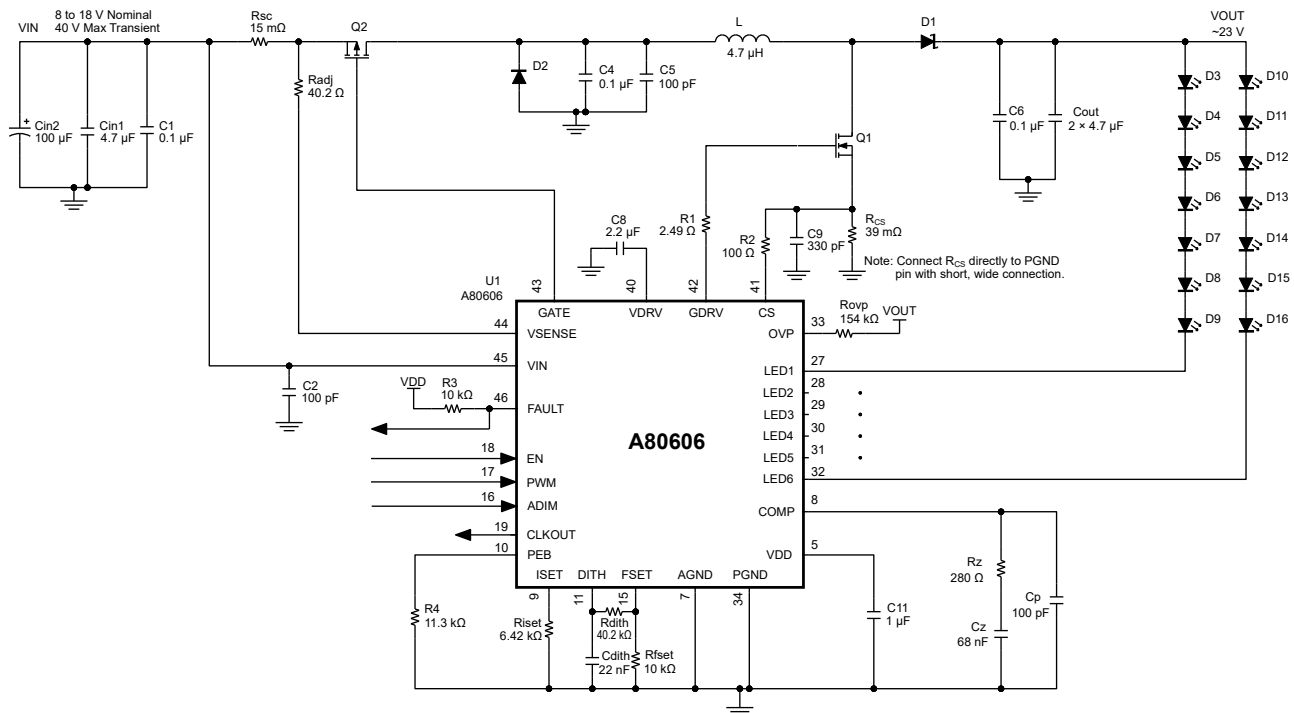 VIN
8 to 18 V Nominal
40 V Max Transient
Rsc
15 mΩ
Q2
L
4.7 µH
D1
VOUT
~23 V
Radj
40.2 Ω
D2
C4
0.1 µF
C5
100 pF
+
Cin2
100 µF
Cin1
4.7 µF
C1
0.1 µF
C6
0.1 µF
Cout
2 × 4.7 µF
Q1
D3
D4
D5
D6
D7
D8
D9
D10
D11
D12
D13
D14
D15
D16
C8
2.2 µF
R1
2.49 Ω
R2
100 Ω
C9
330 pF
RCS
39 mΩ
Note: Connect RCS directly to PGND
pin with short, wide connection.
U1
A80606
43
40
42
41
GATE
VDRV
GDRV
CS
44
VSENSE
45
VIN
C2
100 pF
VDD
R3
10 kΩ
46
FAULT
18
EN
17
PWM
16
ADIM
19
CLKOUT
10
PEB
A80606
OVP
33
Rovp
154 kΩ
VOUT
LED1
27
LED2
28
LED3
29
LED4
30
LED5
31
LED6
32
COMP
8
VDD
5
ISET
DITH
FSET
AGND
PGND
9
11
15
7
34
R4
11.3 kΩ
Riset
6.42 kΩ
Rdith
40.2 kΩ
Cdith
22 nF
Rfset
10 kΩ
C11
1 µF
Rz
280 Ω
Cz
68 nF
Cp
100 pF